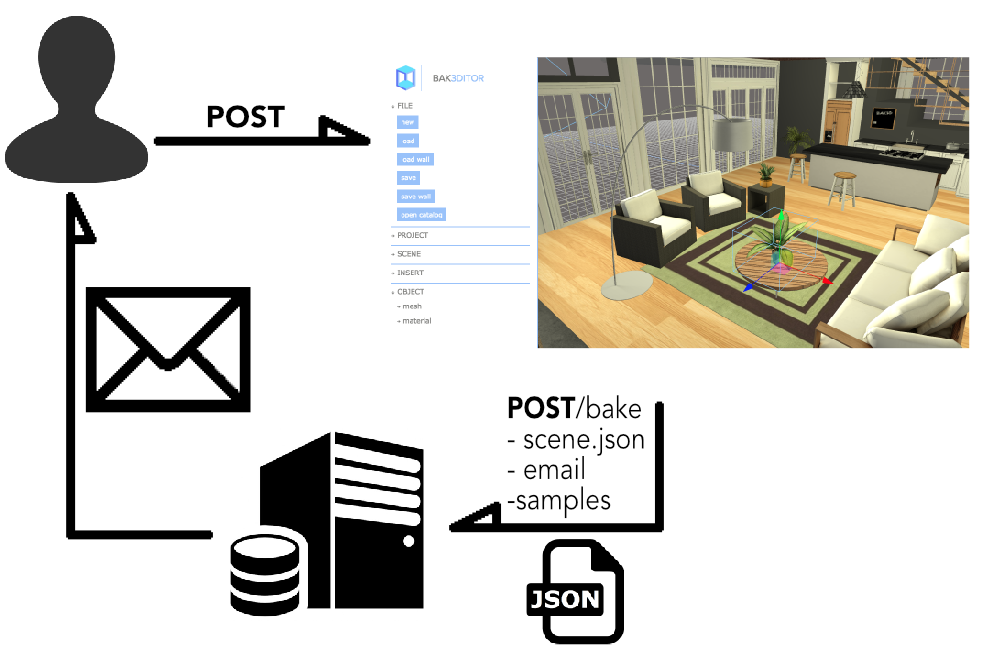 POST
BAK3DITOR
- FILE
new
load
load wall
save
save wall
open catalog
+ PROJECT
+ SCENE
+ INSERT
- OBJECT
+ mesh
+ material
POST/bake
- scene.json
- email
-samples
JSON